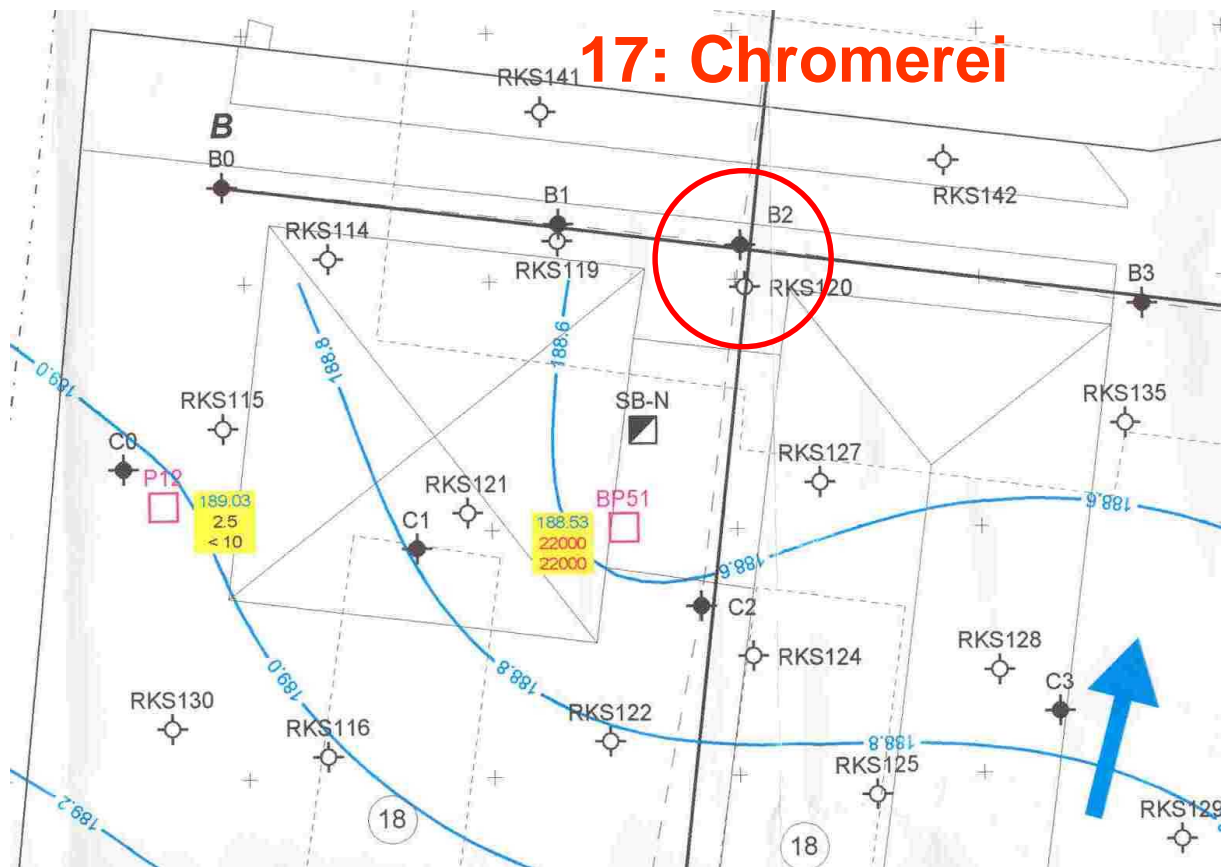 17: Chromerei
RKS141
B
B0
B1
B2
RKS142
RKS114
RKS119
RKS120
B3
188.8
188.6
189.0
RKS115
SB-N
RKS135
C0
P12
RKS121
RKS127
189.03
2.5
< 10
C1
BP51
188.53
22000
22000
188.6
188.6
C2
RKS124
RKS128
189.0
188.8
C3
RKS130
RKS116
RKS122
188.8
RKS125
189.2
18
18
RKS129